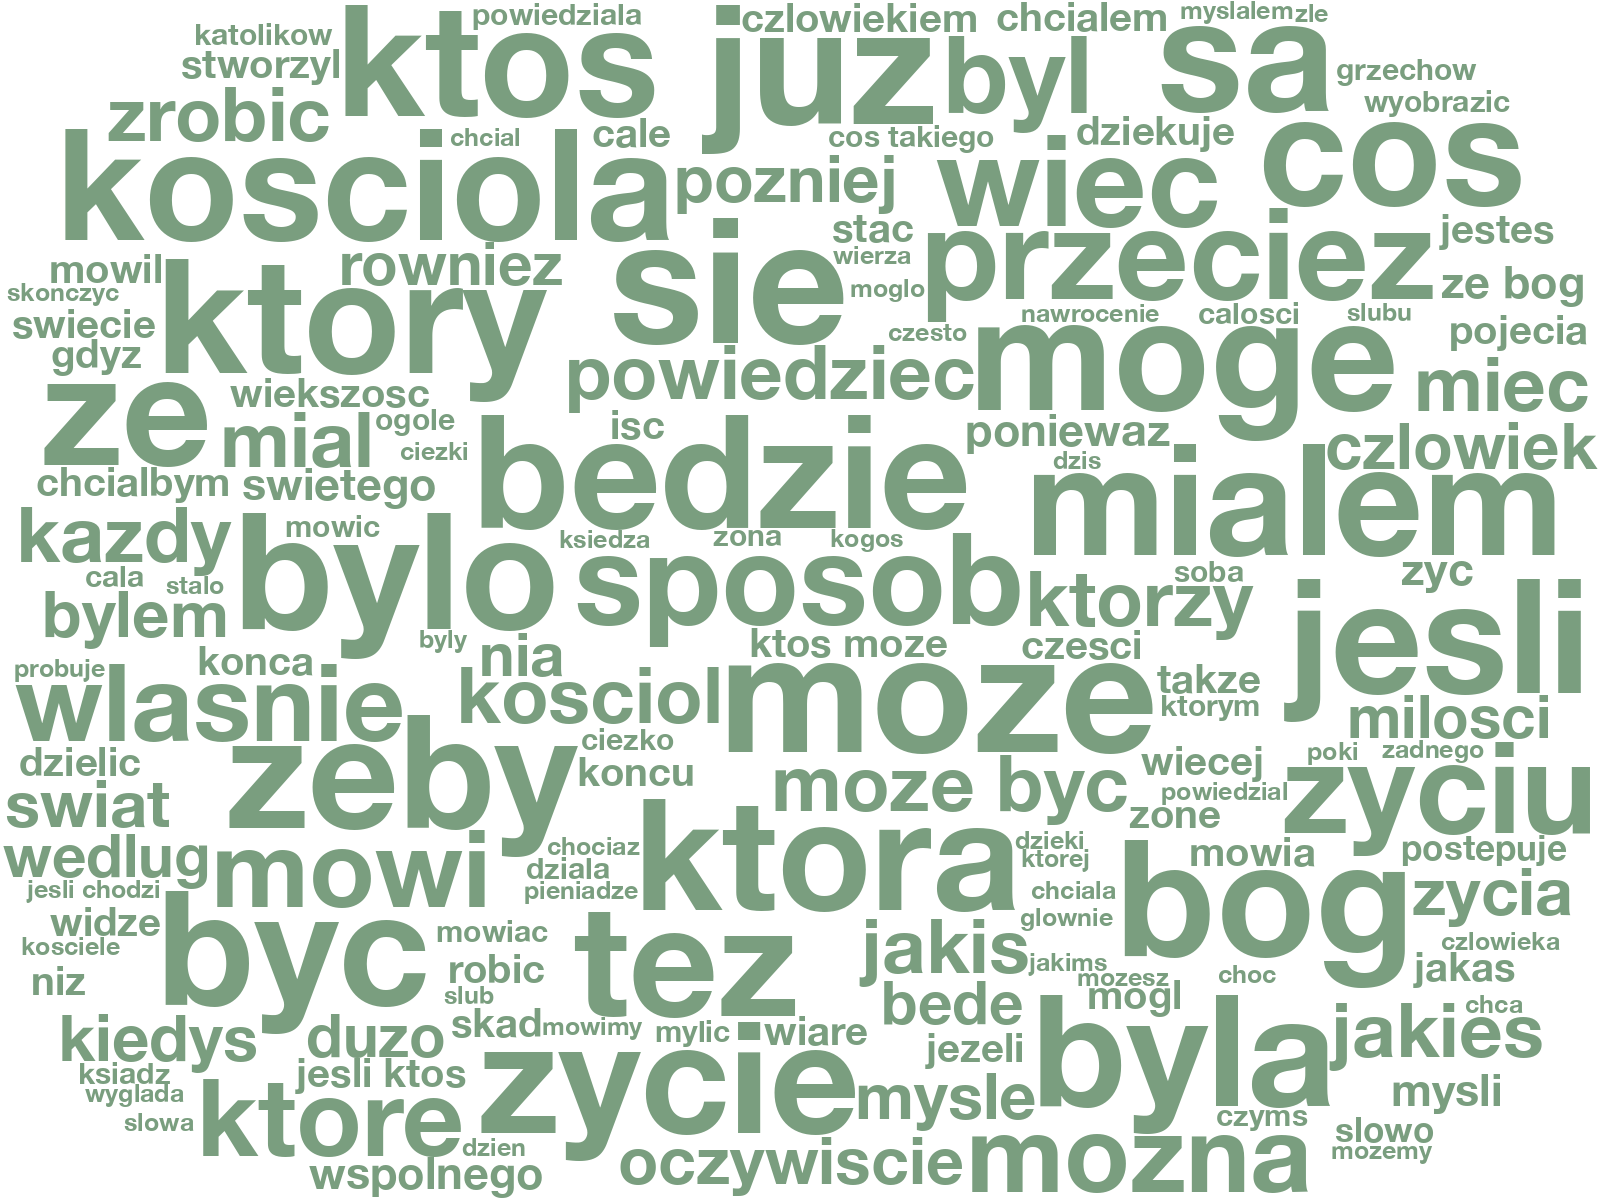 powiedziala czlowiekiem chcialem myslalem zle
katolikow ktos juz byl sa
stworzyl grzechow
zrobic wyobrazic
chcial cale cos takiego dziekuje cos
kosciola pozniej wiec
stac przeciez jestes
mowil rowniez sie wierza
skonczyc ktory moglo ze bog
swiecie czesto nawrocenie calosci slubu pojecia
gdyz powiedziec moge
ze wiekszosc miec
mial ogole isc poniewaz czlowiek
ciezki bedzie dzis
chcialbym swietego mialem
kazdy mowic ksiedza zona kogos
cala stalo bylo sposob soba zyc
bylem ktorzy jesli
byly nia ktos moze czesci
probuje konca takze
wlasnie kosciol moze ktorym milosci
dzielic zeby ciezko wiecej poki zadnego
koncu moze byc powiedzial zyciu
swiat zone
wedlug mowi chociaz ktora dzieki mowia postepuje
dziala ktorej
jesli chodzi pieniadze chciala bog zycia
widze byc mowiac tez glownie
kosciele jakis czlowieka
niz robic jakims mozesz choc jakas
slub bede mogl chca
kiedys duzo skad mowimy mylic wiare byla jakies
ksiadz jesli ktos zycie jezeli
wyglada ktore mysle mysli
slowa czyms slowo
dzien mozemy
wspolnego oczywiscie mozna